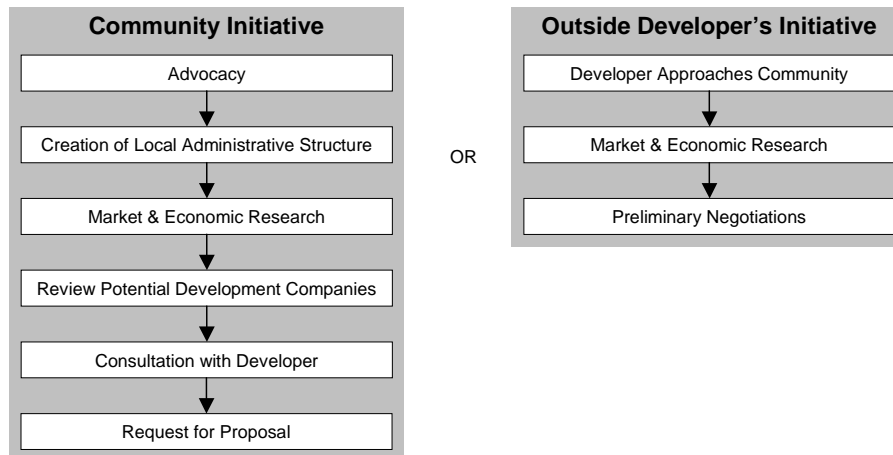 Community Initiative
Advocacy
Creation of Local Administrative Structure
Market & Economic Research
Review Potential Development Companies
Consultation with Developer
Request for Proposal
OR
Outside Developer’s Initiative
Developer Approaches Community
Market & Economic Research
Preliminary Negotiations